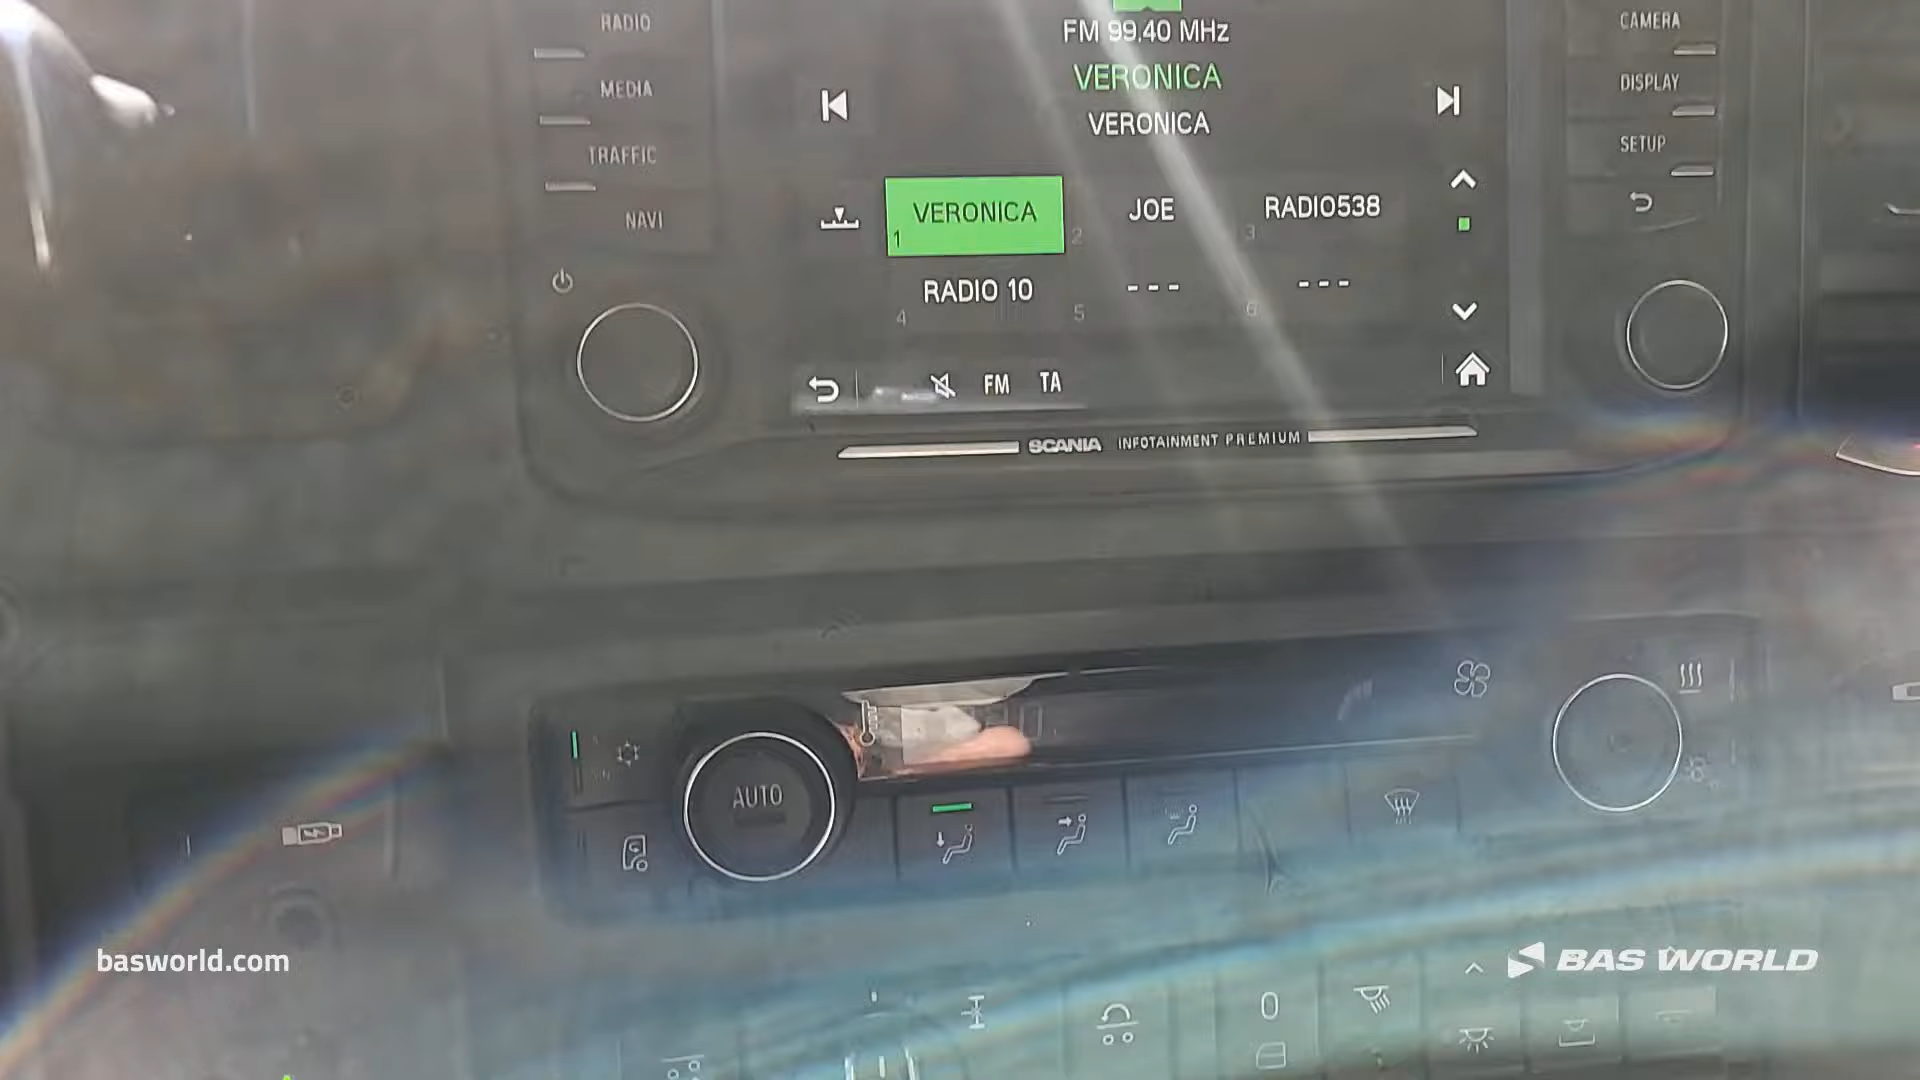 RADIO
MEDIA
TRAFFIC
NAVI
FM 99.40 MHz
VERONICA
VERONICA
VERONICA
1
JOE
2
RADIO538
3
RADIO 10
4
- - -
5
- - -
6
FM
TA
CAMERA
DISPLAY
SETUP
SCANIA INFOTAINMENT PREMIUM
AUTO
0
basworld.com
BAS WORLD